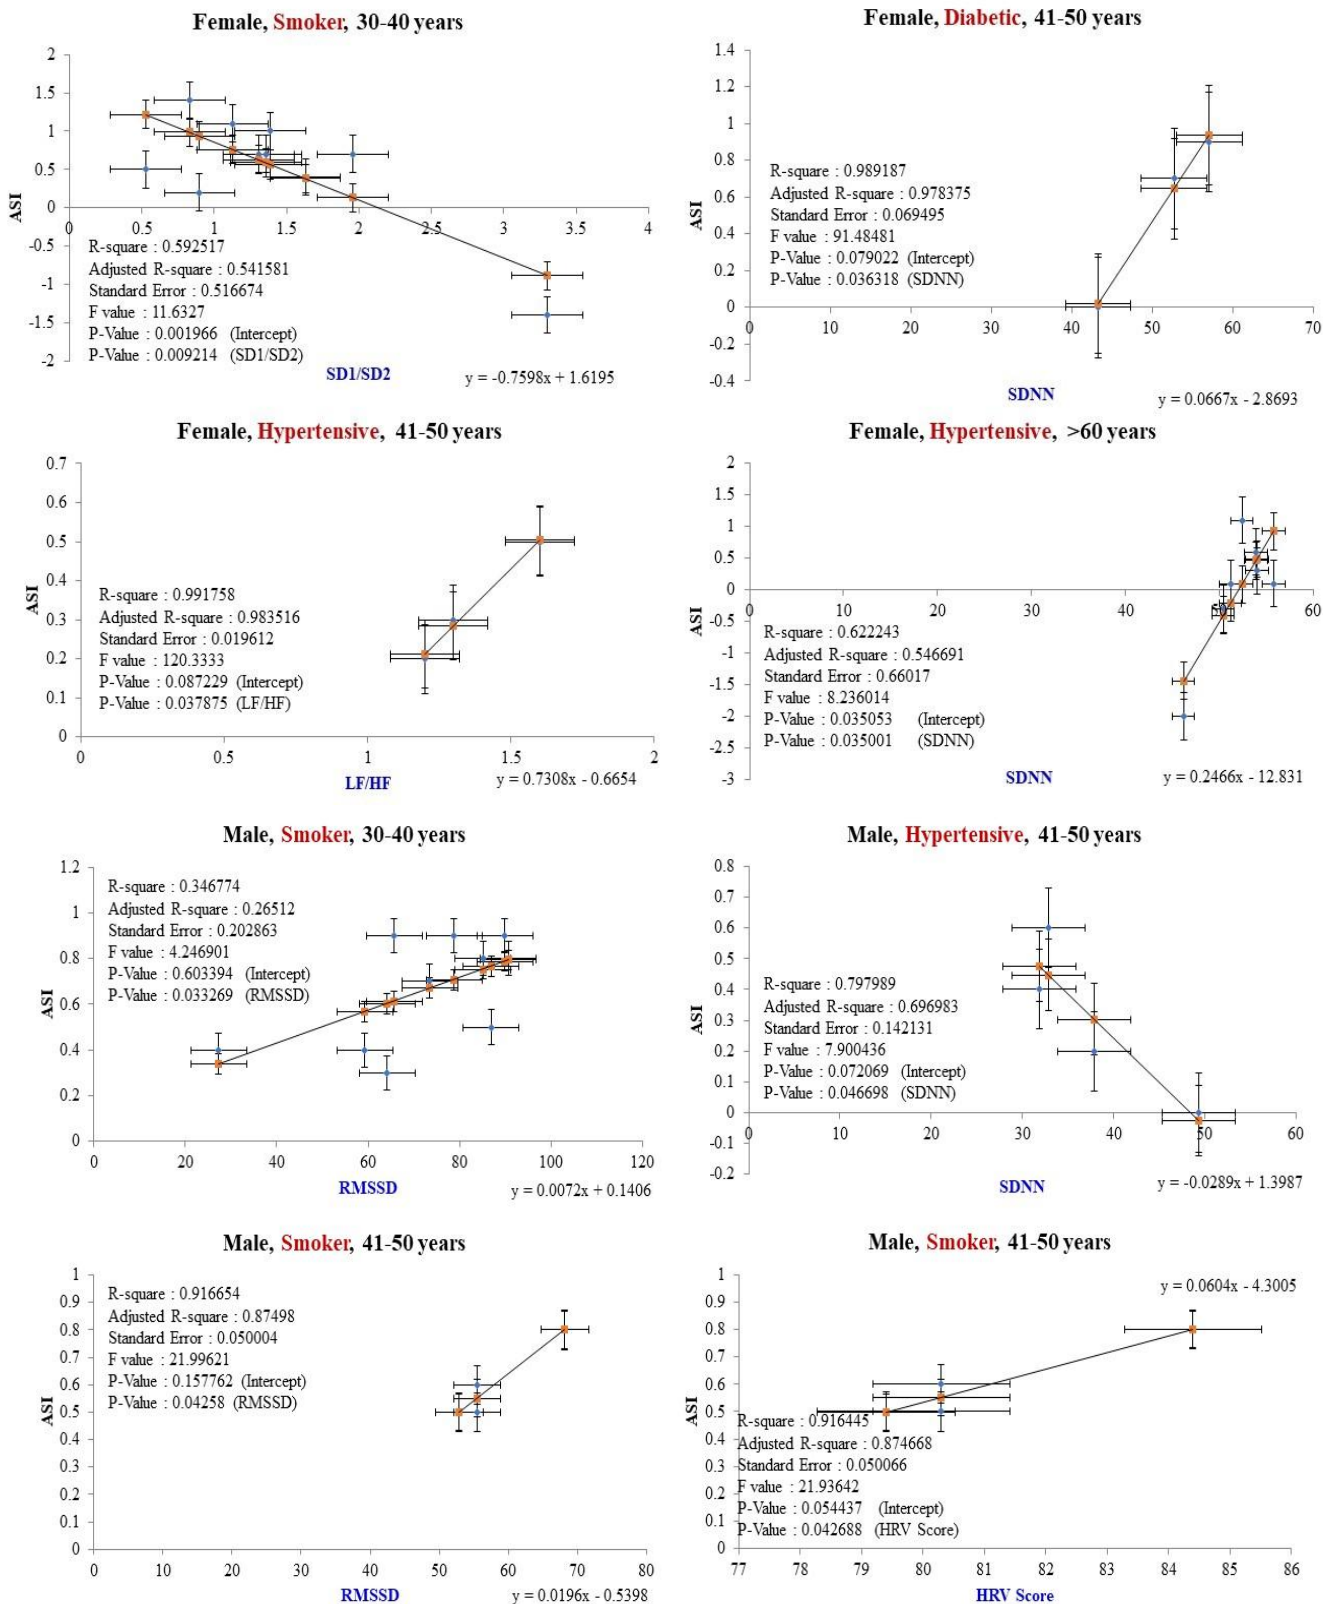 Female, Smoker, 30-40 years
2
1.5
1
0.5
0
-0.5
-1
-1.5
-2
ASI
0 0.5 1 1.5 2 2.5 3 3.5 4
R-square : 0.592517
Adjusted R-square : 0.541581
Standard Error : 0.516674
F value : 11.6327
P-Value : 0.001966 (Intercept)
P-Value : 0.009214 (SD1/SD2)
SD1/SD2
y = -0.7598x + 1.6195
Female, Diabetic, 41-50 years
1.4
1.2
1
0.8
0.6
0.4
0.2
0
-0.2
-0.4
ASI
R-square : 0.989187
Adjusted R-square : 0.978375
Standard Error : 0.069495
F value : 91.48481
P-Value : 0.079022 (Intercept)
P-Value : 0.036318 (SDNN)
0 10 20 30 40 50 60 70
SDNN
y = 0.0667x - 2.8693
Female, Hypertensive, 41-50 years
0.7
0.6
0.5
0.4
0.3
0.2
0.1
0
ASI
R-square : 0.991758
Adjusted R-square : 0.983516
Standard Error : 0.019612
F value : 120.3333
P-Value : 0.087229 (Intercept)
P-Value : 0.037875 (LF/HF)
0 0.5 1 1.5 2
LF/HF
y = 0.7308x - 0.6654
Female, Hypertensive, >60 years
2
1.5
1
0.5
0
-0.5
-1
-1.5
-2
-2.5
-3
ASI
0 10 20 30 40 50 60
R-square : 0.622243
Adjusted R-square : 0.546691
Standard Error : 0.66017
F value : 8.236014
P-Value : 0.035053 (Intercept)
P-Value : 0.035001 (SDNN)
SDNN
y = 0.2466x - 12.831
Male, Smoker, 30-40 years
1.2
1
0.8
0.6
0.4
0.2
0
ASI
R-square : 0.346774
Adjusted R-square : 0.26512
Standard Error : 0.202863
F value : 4.246901
P-Value : 0.603394 (Intercept)
P-Value : 0.033269 (RMSSD)
0 20 40 60 80 100 120
RMSSD
y = 0.0072x + 0.1406
Male, Hypertensive, 41-50 years
0.8
0.7
0.6
0.5
0.4
0.3
0.2
0.1
0
-0.1
-0.2
ASI
R-square : 0.797989
Adjusted R-square : 0.696983
Standard Error : 0.142131
F value : 7.900436
P-Value : 0.072069 (Intercept)
P-Value : 0.046698 (SDNN)
0 10 20 30 40 50 60
SDNN
y = -0.0289x + 1.3987
Male, Smoker, 41-50 years
1
0.9
0.8
0.7
0.6
0.5
0.4
0.3
0.2
0.1
0
ASI
R-square : 0.916654
Adjusted R-square : 0.87498
Standard Error : 0.050004
F value : 21.99621
P-Value : 0.157762 (Intercept)
P-Value : 0.04258 (RMSSD)
0 10 20 30 40 50 60 70 80
RMSSD
y = 0.0196x - 0.5398
Male, Smoker, 41-50 years
y = 0.0604x - 4.3005
1
0.9
0.8
0.7
0.6
0.5
0.4
0.3
0.2
0.1
0
ASI
R-square : 0.916445
Adjusted R-square : 0.874668
Standard Error : 0.050066
F value : 21.93642
P-Value : 0.054437 (Intercept)
P-Value : 0.042688 (HRV Score)
77 78 79 80 81 82 83 84 85 86
HRV Score